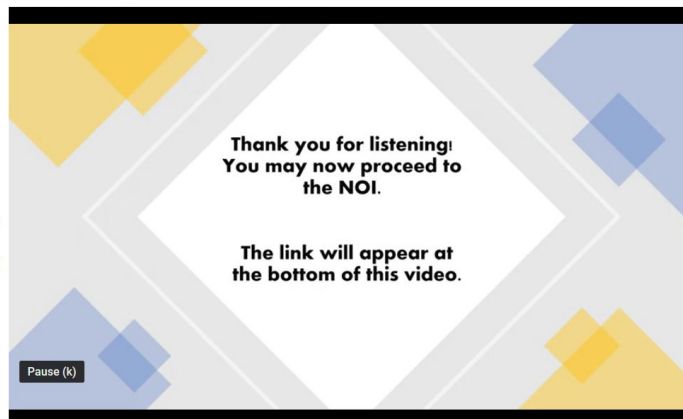 Thank you for listening!
You may now proceed to
the NOI.
The link will appear at
the bottom of this video.
Pause (k)